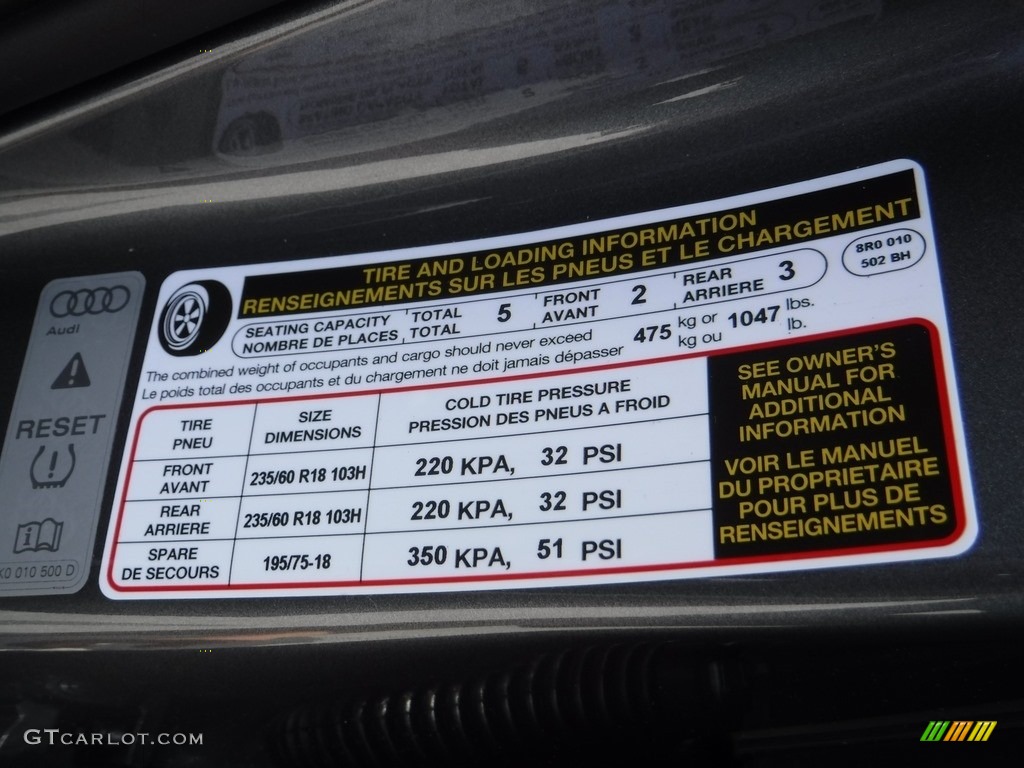 TIRE AND LOADING INFORMATION
RENSEIGNEMENTS SUR LES PNEUS ET LE CHARGEMENT
8R0 010
502 BH
SEATING CAPACITY TOTAL 5 FRONT 2 REAR 3
NOMBRE DE PLACES TOTAL AVANT ARRIERE
The combined weight of occupants and cargo should never exceed 475 kg or 1047 lbs.
Le poids total des occupants et du chargement ne doit jamais dépasser kg ou lb.
TIRE SIZE COLD TIRE PRESSURE
PNEU DIMENSIONS PRESSION DES PNEUS A FROID
FRONT
AVANT 235/60 R18 103H 220 KPA, 32 PSI
REAR
ARRIERE 235/60 R18 103H 220 KPA, 32 PSI
SPARE
DE SECOURS 195/75-18 350 KPA, 51 PSI
SEE OWNER'S
MANUAL FOR
ADDITIONAL
INFORMATION
VOIR LE MANUEL
DU PROPRIETAIRE
POUR PLUS DE
RENSEIGNEMENTS
Audi
RESET
0 010 500 D
GTCARLOT.COM